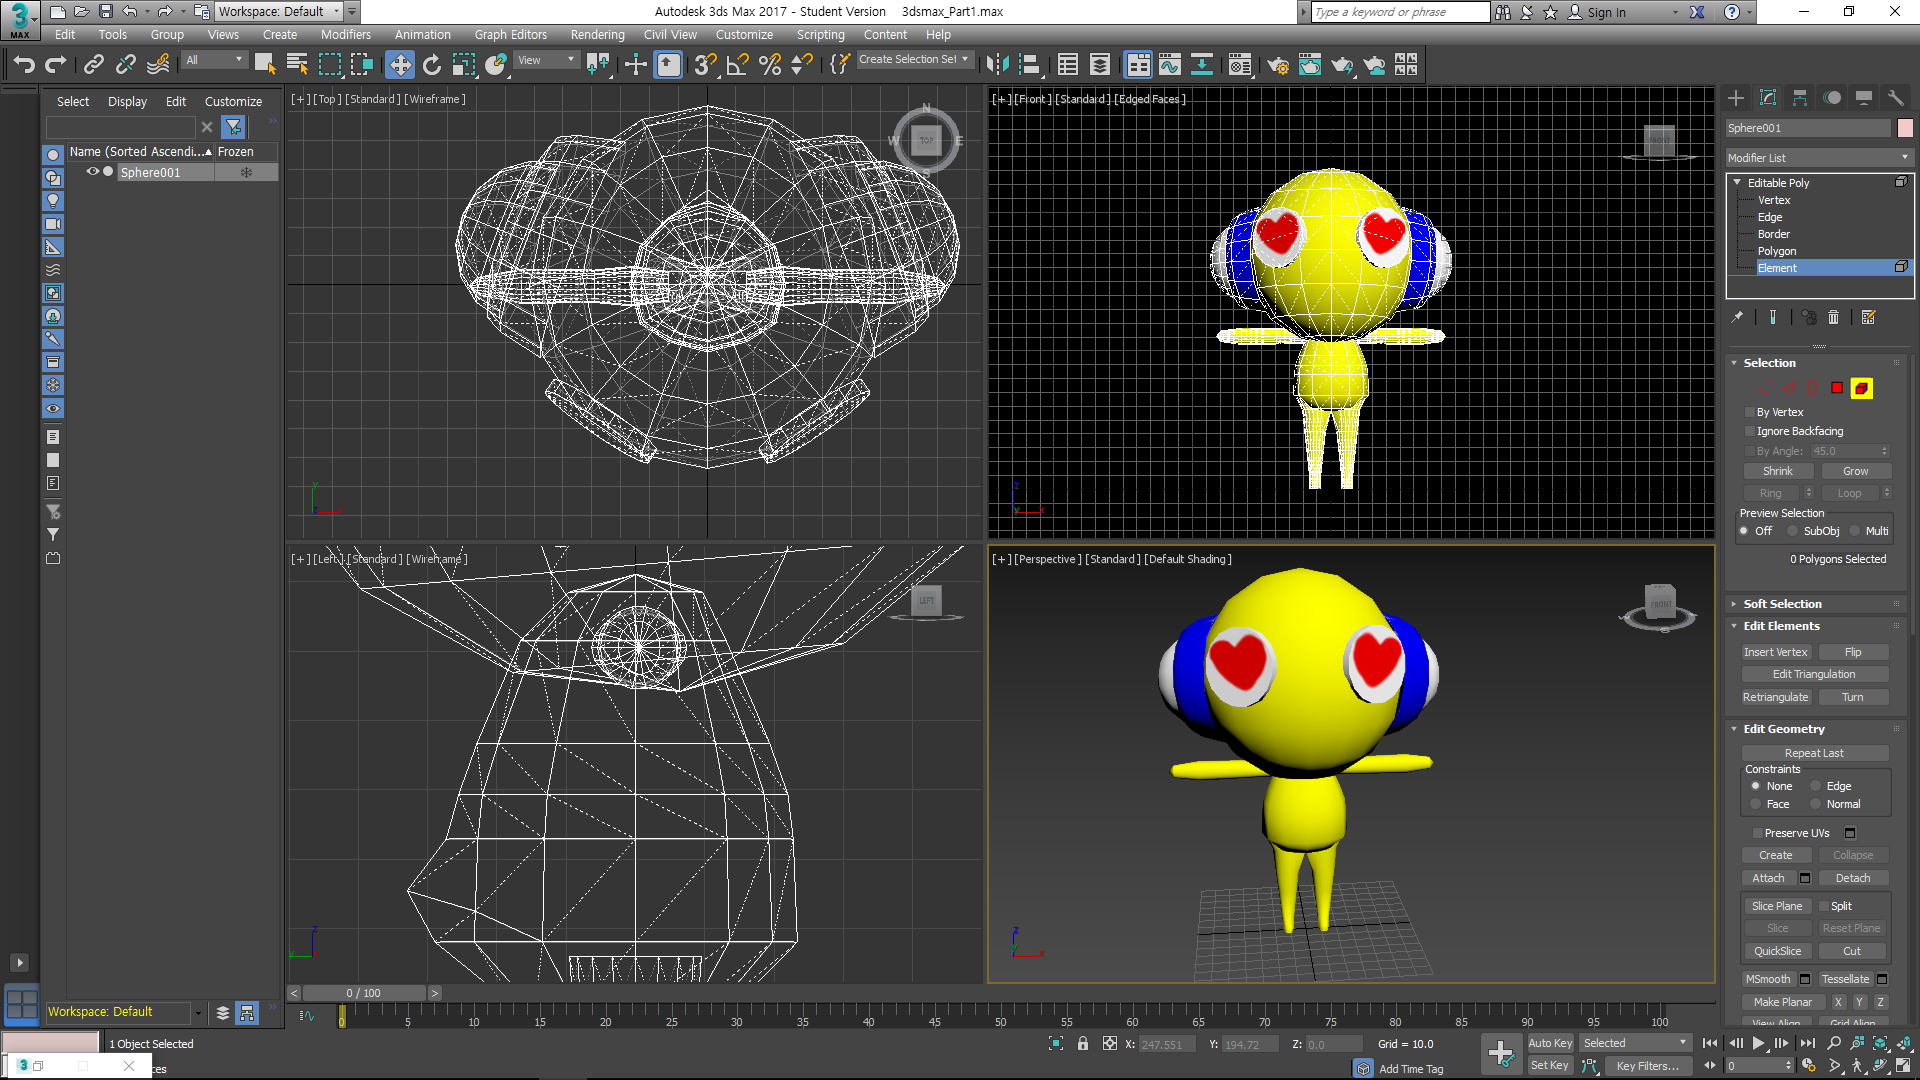 3 MAX Workspace: Default Autodesk 3ds Max 2017 - Student Version 3dsmax_Part1.max Type a keyword or phrase Sign In
Edit Tools Group Views Create Modifiers Animation Graph Editors Rendering Civil View Customize Scripting Content Help
All View Create Selection Set
Select Display Edit Customize
Name (Sorted Ascendi... Frozen
Sphere001
[+] [Top] [Standard] [Wireframe]
N
W TOP E
[+] [Front] [Standard] [Edged Faces]
FRONT
[+] [Left] [Standard] [Wireframe]
LEFT
[+] [Perspective] [Standard] [Default Shading]
FRONT
Sphere001
Modifier List
Editable Poly
Vertex
Edge
Border
Polygon
Element
Selection
By Vertex
Ignore Backfacing
By Angle: 45.0
Shrink Grow
Ring Loop
Preview Selection
Off SubObj Multi
0 Polygons Selected
Soft Selection
Edit Elements
Insert Vertex Flip
Edit Triangulation
Retriangulate Turn
Edit Geometry
Repeat Last
Constraints
None Edge
Face Normal
Preserve UVs
Create Collapse
Attach Detach
Slice Plane Split
Slice Reset Plane
QuickSlice Cut
MSmooth Tessellate
Make Planar X Y Z
View Align Grid Align
< 0 / 100 >
0 5 10 15 20 25 30 35 40 45 50 55 60 65 70 75 80 85 90 95 100
Workspace: Default
1 Object Selected X: 247.551 Y: 194.72 Z: 0.0 Grid = 10.0 Auto Key Selected
Add Time Tag Set Key Key Filters... 0